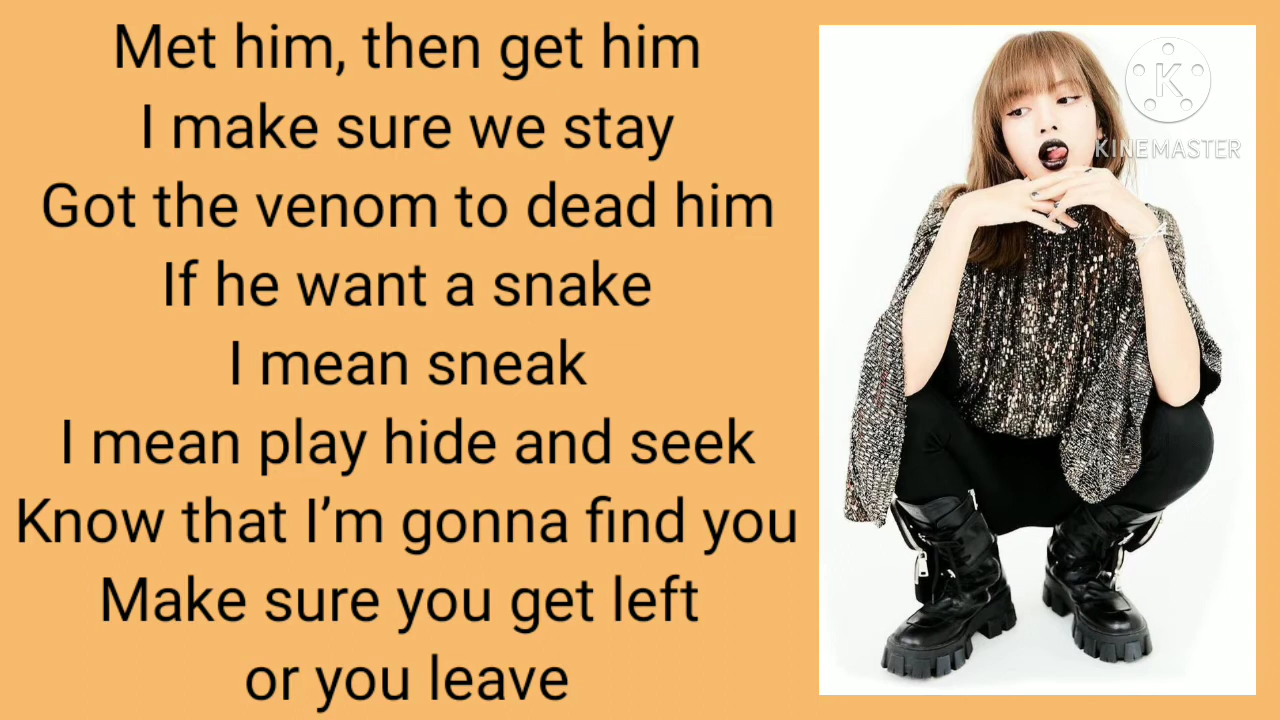 Met him, then get him
I make sure we stay
Got the venom to dead him
If he want a snake
I mean sneak
I mean play hide and seek
Know that I’m gonna find you
Make sure you get left
or you leave
K
KINEMASTER